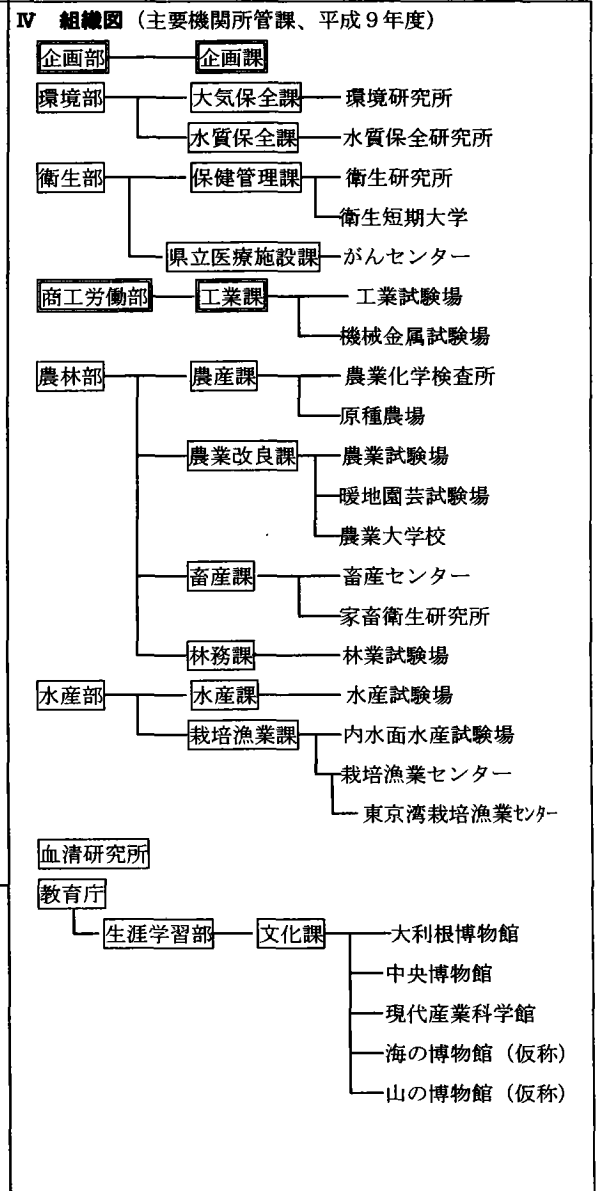 Ⅳ 組織図(主要機関所管課、平成9年度)
企画部 企画課
環境部 大気保全課 環境研究所
水質保全課 水質保全研究所
衛生部 保健管理課 衛生研究所
衛生短期大学
県立医療施設課 がんセンター
商工労働部 工業課 工業試験場
機械金属試験場
農林部 農産課 農業化学検査所
原種農場
農業改良課 農業試験場
暖地園芸試験場
農業大学校
畜産課 畜産センター
家畜衛生研究所
林務課 林業試験場
水産部 水産課 水産試験場
栽培漁業課 内水面水産試験場
栽培漁業センター
東京湾栽培漁業センター
血清研究所
教育庁
生涯学習部 文化課 大利根博物館
中央博物館
現代産業科学館
海の博物館(仮称)
山の博物館(仮称)